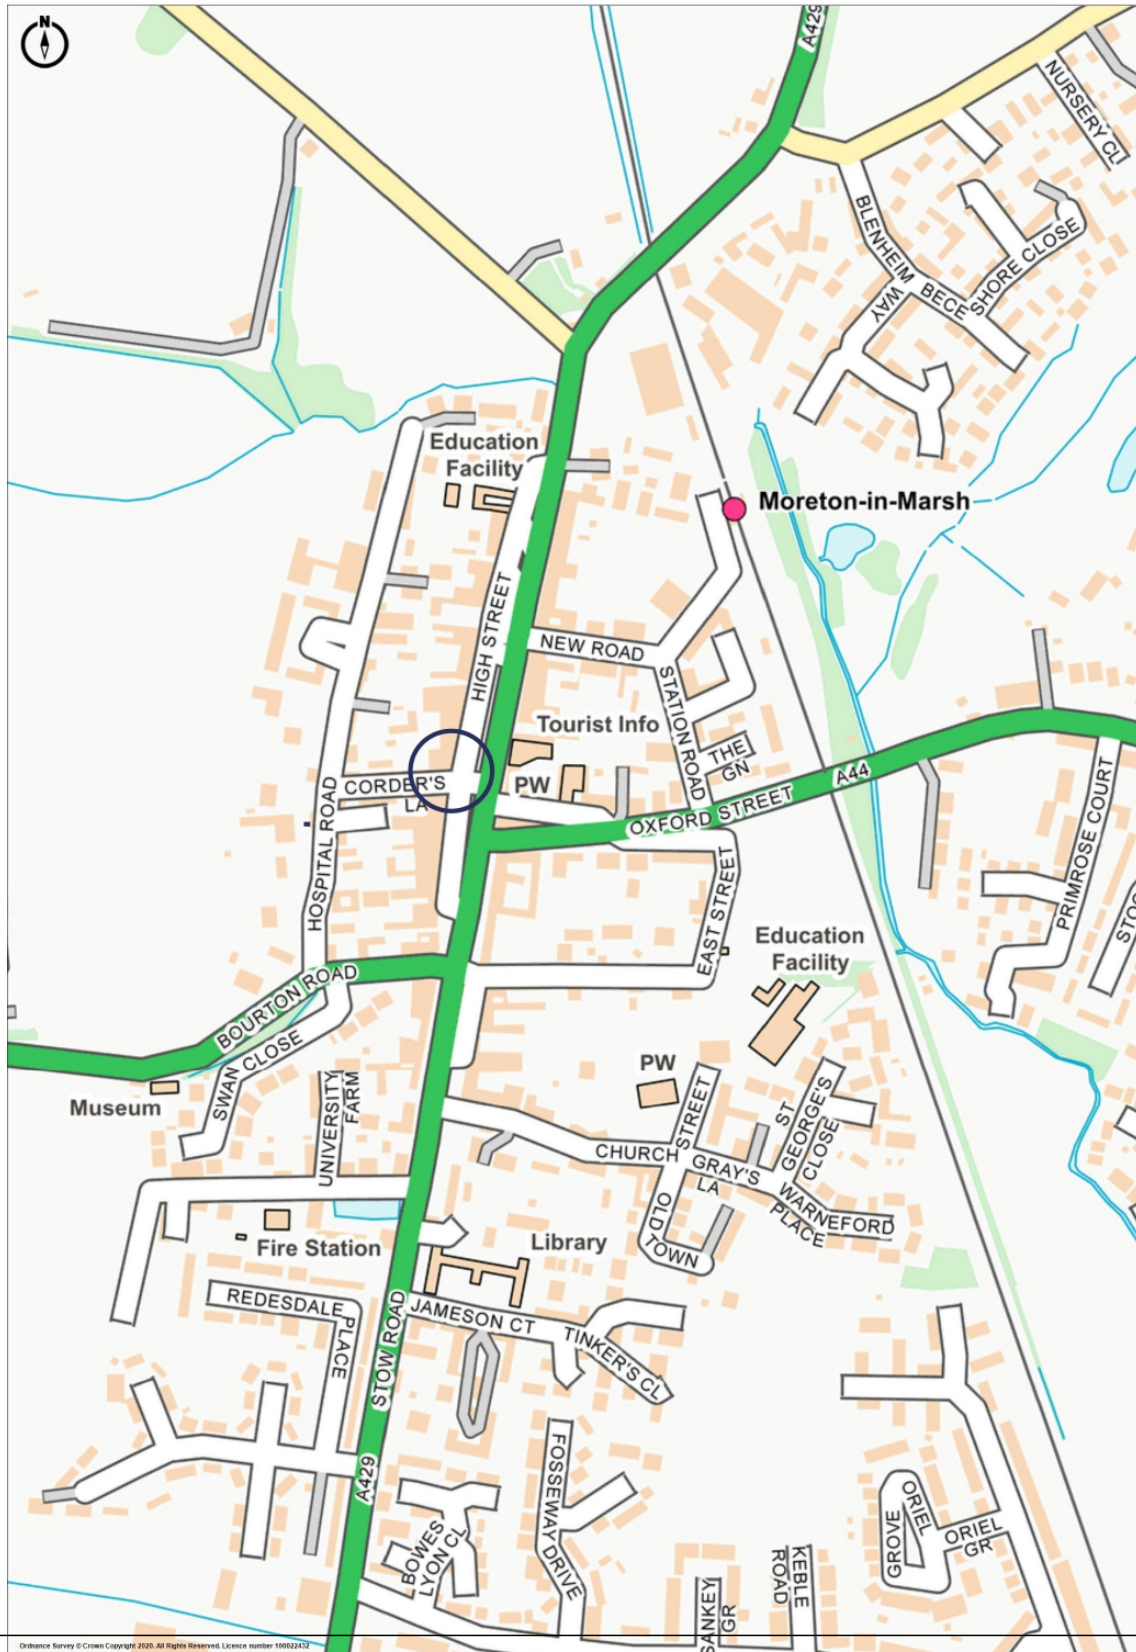 N
A429
NURSERY CL
BLENHEIM
WAY
BECE
SHORE CLOSE
Education
Facility
Moreton-in-Marsh
HIGH STREET
NEW ROAD
STATION ROAD
Tourist Info
THE
GN
PW
CORDER'S
LA
HOSPITAL ROAD
A44
OXFORD STREET
EAST STREET
PRIMROSE COURT
STOC
Education
Facility
BOURTON ROAD
SWAN CLOSE
Museum
UNIVERSITY
FARM
PW
CHURCH
STREET
GRAY'S
LA
ST
GEORGE'S
CLOSE
WARNEFORD
PLACE
OLD
TOWN
Fire Station
Library
REDESDALE
PLACE
STOW ROAD
JAMESON CT
TINKER'S CL
A429
FOSSEWAY DRIVE
BOWES
LYON CL
GROVE
ORIEL
ORIEL
GR
KEBLE
ROAD
SANKEY
GR
Ordnance Survey © Crown Copyright 2020. All Rights Reserved. Licence number 100022432